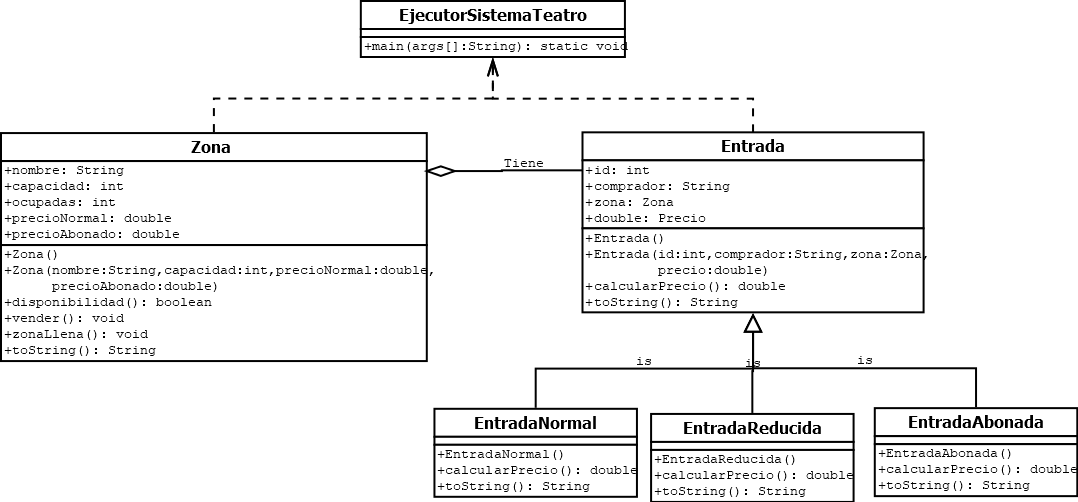 EjecutorSistemaTeatro
+main(args[]:String): static void
Zona
+nombre: String
+capacidad: int
+ocupadas: int
+precioNormal: double
+precioAbonado: double
+Zona()
+Zona(nombre:String,capacidad:int,precioNormal:double,
precioAbonado:double)
+disponibilidad(): boolean
+vender(): void
+zonaLlena(): void
+toString(): String
Tiene
Entrada
+id: int
+comprador: String
+zona: Zona
+double: Precio
+Entrada()
+Entrada(id:int,comprador:String,zona:Zona,
precio:double)
+calcularPrecio(): double
+toString(): String
is
is
is
EntradaNormal
+EntradaNormal()
+calcularPrecio(): double
+toString(): String
EntradaReducida
+EntradaReducida()
+calcularPrecio(): double
+toString(): String
EntradaAbonada
+EntradaAbonada()
+calcularPrecio(): double
+toString(): String